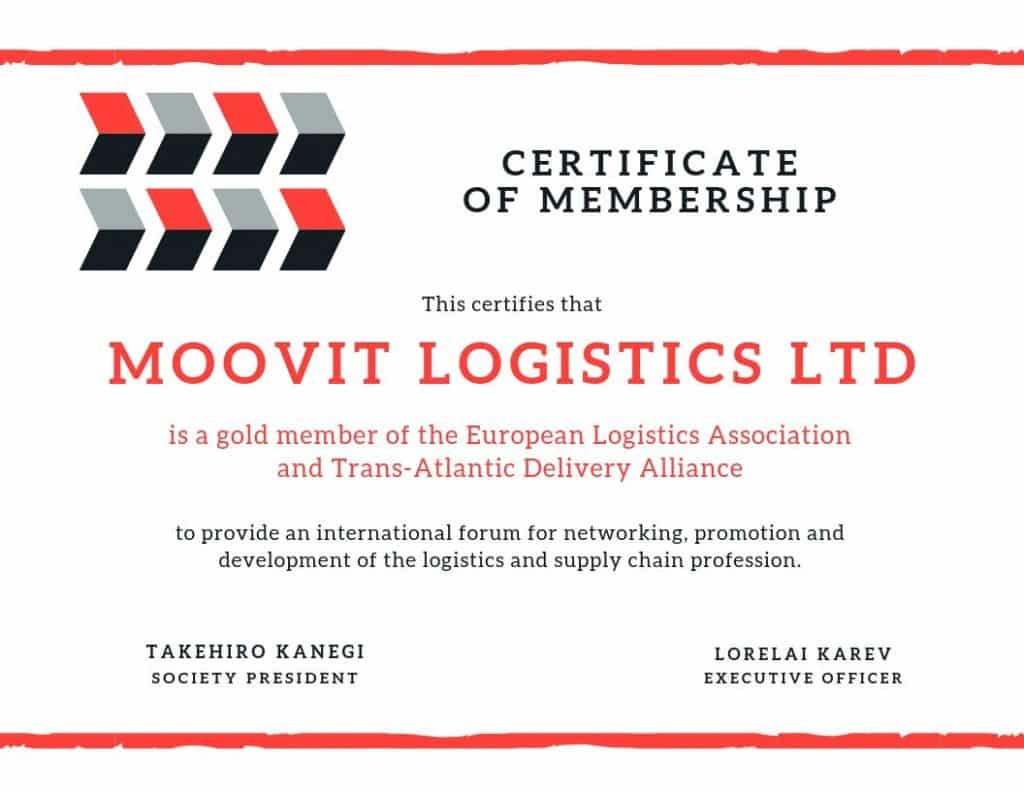 CERTIFICATE
OF MEMBERSHIP
This certifies that
MOOVIT LOGISTICS LTD
is a gold member of the European Logistics Association
and Trans-Atlantic Delivery Alliance
to provide an international forum for networking, promotion and
development of the logistics and supply chain profession.
TAKEHIRO KANEGI
SOCIETY PRESIDENT
LORELAI KAREV
EXECUTIVE OFFICER